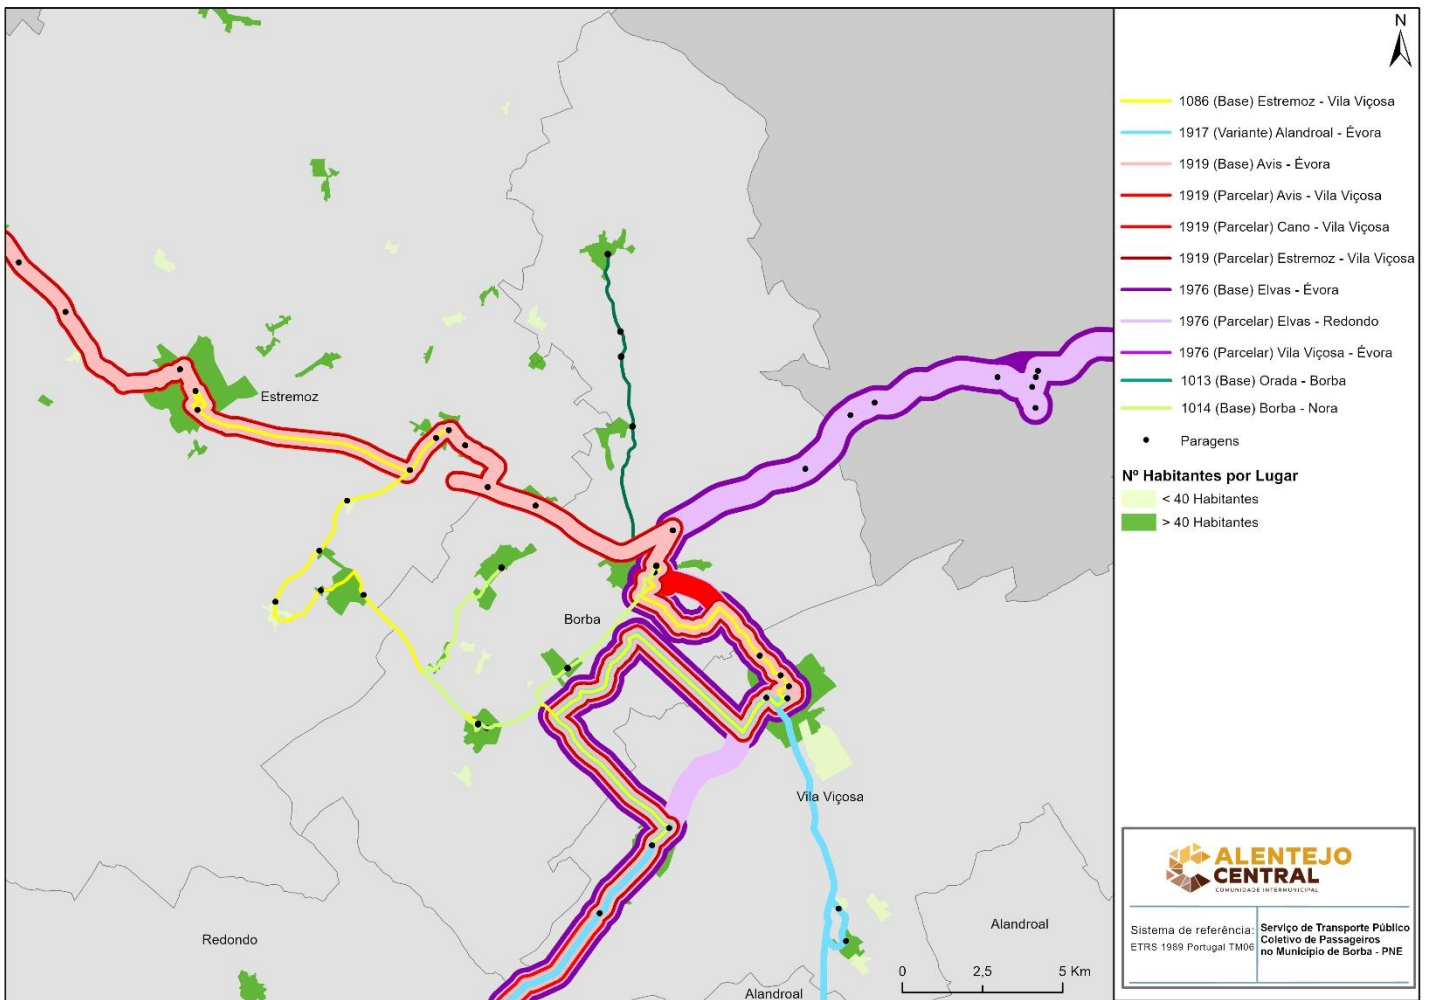 N
1086 (Base) Estremoz - Vila Viçosa
1917 (Variante) Alandroal - Évora
1919 (Base) Avis - Évora
1919 (Parcelar) Avis - Vila Viçosa
1919 (Parcelar) Cano - Vila Viçosa
1919 (Parcelar) Estremoz - Vila Viçosa
1976 (Base) Elvas - Évora
1976 (Parcelar) Elvas - Redondo
1976 (Parcelar) Vila Viçosa - Évora
1013 (Base) Orada - Borba
1014 (Base) Borba - Nora
Paragens
Nº Habitantes por Lugar
< 40 Habitantes
> 40 Habitantes
Estremoz
Borba
Vila Viçosa
Redondo
Alandroal
Alandroal
0 2,5 5 Km
ALENTEJO
CENTRAL
COMUNIDADE INTERMUNICIPAL
Sistema de referência:
ETRS 1989 Portugal TM06
Serviço de Transporte Público
Coletivo de Passageiros
no Município de Borba - PNE